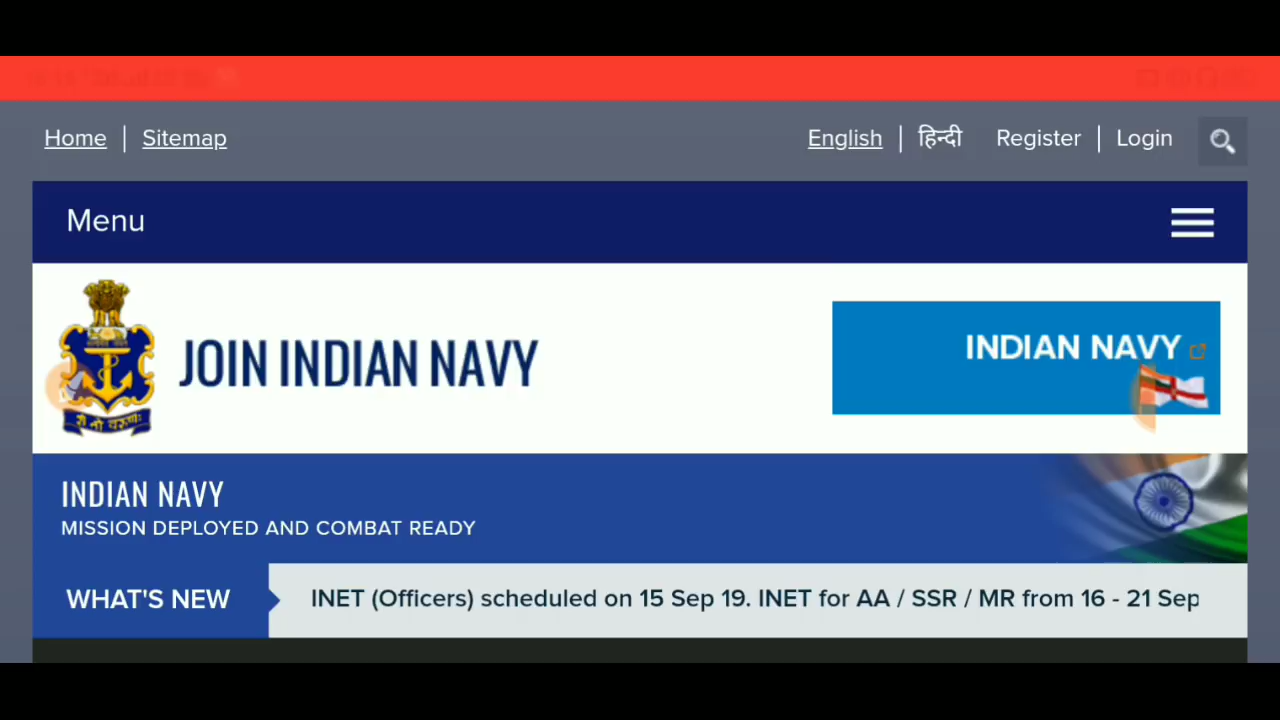 Home | Sitemap
English | हिन्दी Register | Login
Menu
JOIN INDIAN NAVY
INDIAN NAVY
INDIAN NAVY
MISSION DEPLOYED AND COMBAT READY
WHAT'S NEW
INET (Officers) scheduled on 15 Sep 19. INET for AA / SSR / MR from 16 - 21 Sep